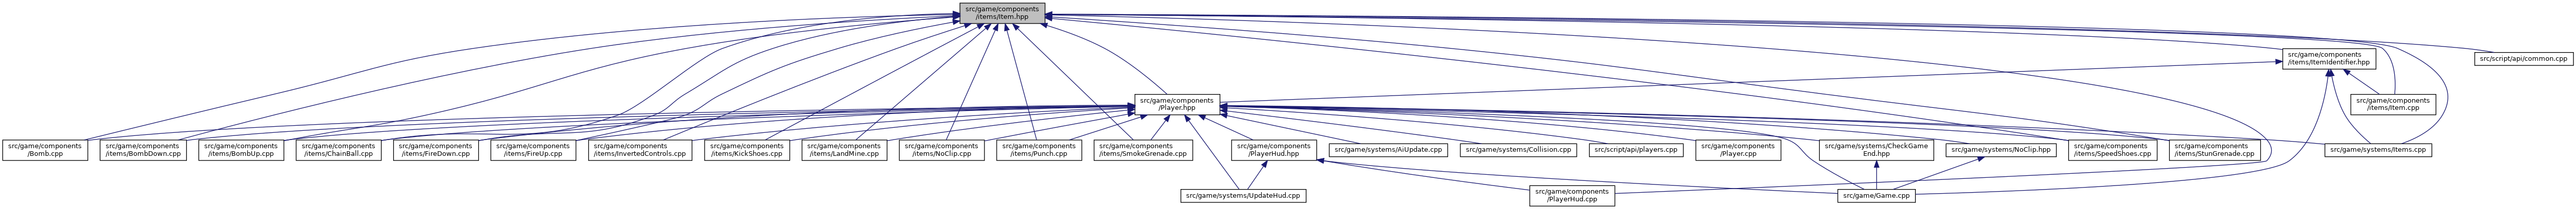 src/game/components
/items/Item.hpp
src/game/components
/items/ItemIdentifier.hpp
src/script/api/common.cpp
src/game/components
/Player.hpp
src/game/components
/items/Item.cpp
src/game/components
/Bomb.cpp
src/game/components
/items/BombDown.cpp
src/game/components
/items/BombUp.cpp
src/game/components
/items/ChainBall.cpp
src/game/components
/items/FireDown.cpp
src/game/components
/items/FireUp.cpp
src/game/components
/items/InvertedControls.cpp
src/game/components
/items/KickShoes.cpp
src/game/components
/items/LandMine.cpp
src/game/components
/items/NoClip.cpp
src/game/components
/items/Punch.cpp
src/game/components
/items/SmokeGrenade.cpp
src/game/components
/PlayerHud.hpp
src/game/systems/AiUpdate.cpp
src/game/systems/Collision.cpp
src/script/api/players.cpp
src/game/components
/Player.cpp
src/game/systems/CheckGame
End.hpp
src/game/systems/NoClip.hpp
src/game/components
/items/SpeedShoes.cpp
src/game/components
/items/StunGrenade.cpp
src/game/systems/Items.cpp
src/game/systems/UpdateHud.cpp
src/game/components
/PlayerHud.cpp
src/game/Game.cpp